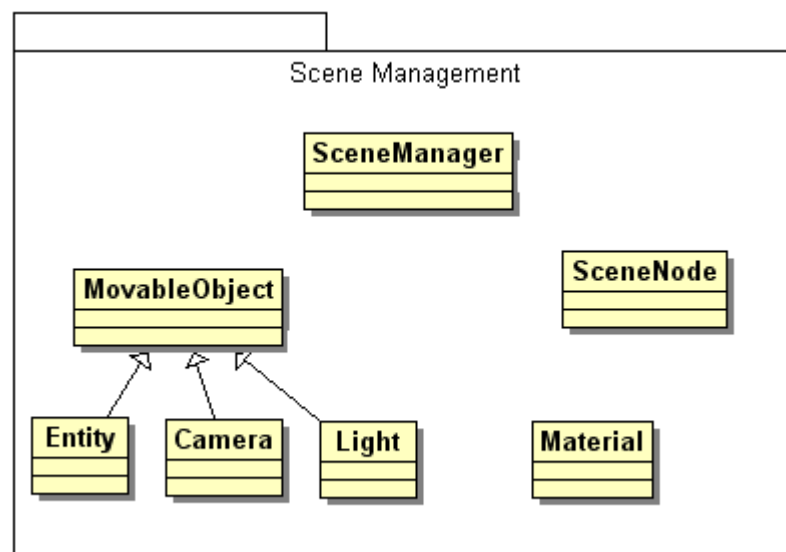 Scene Management
SceneManager
MovableObject
SceneNode
Entity
Camera
Light
Material